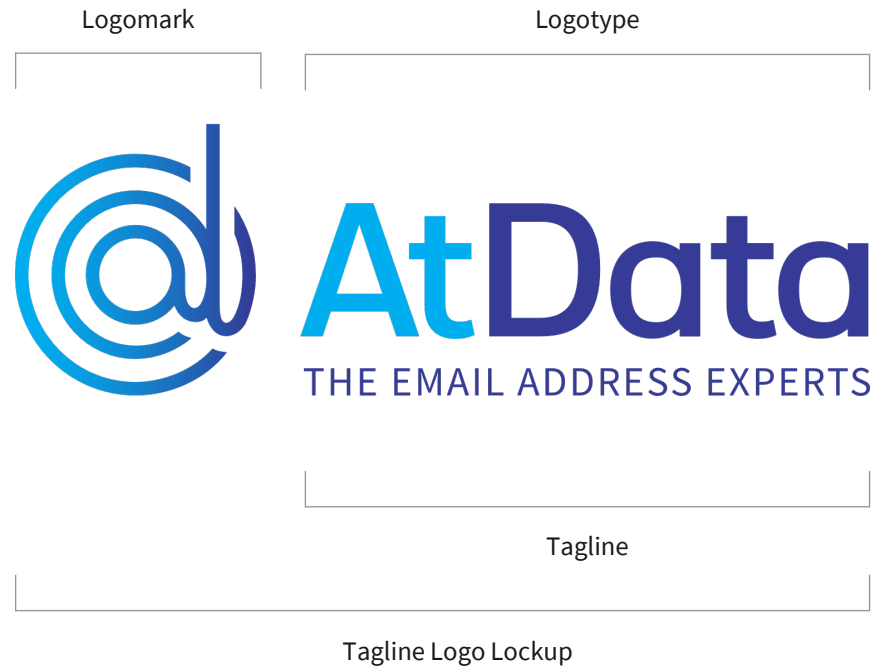 Logomark
Logotype
AtData
THE EMAIL ADDRESS EXPERTS
Tagline
Tagline Logo Lockup